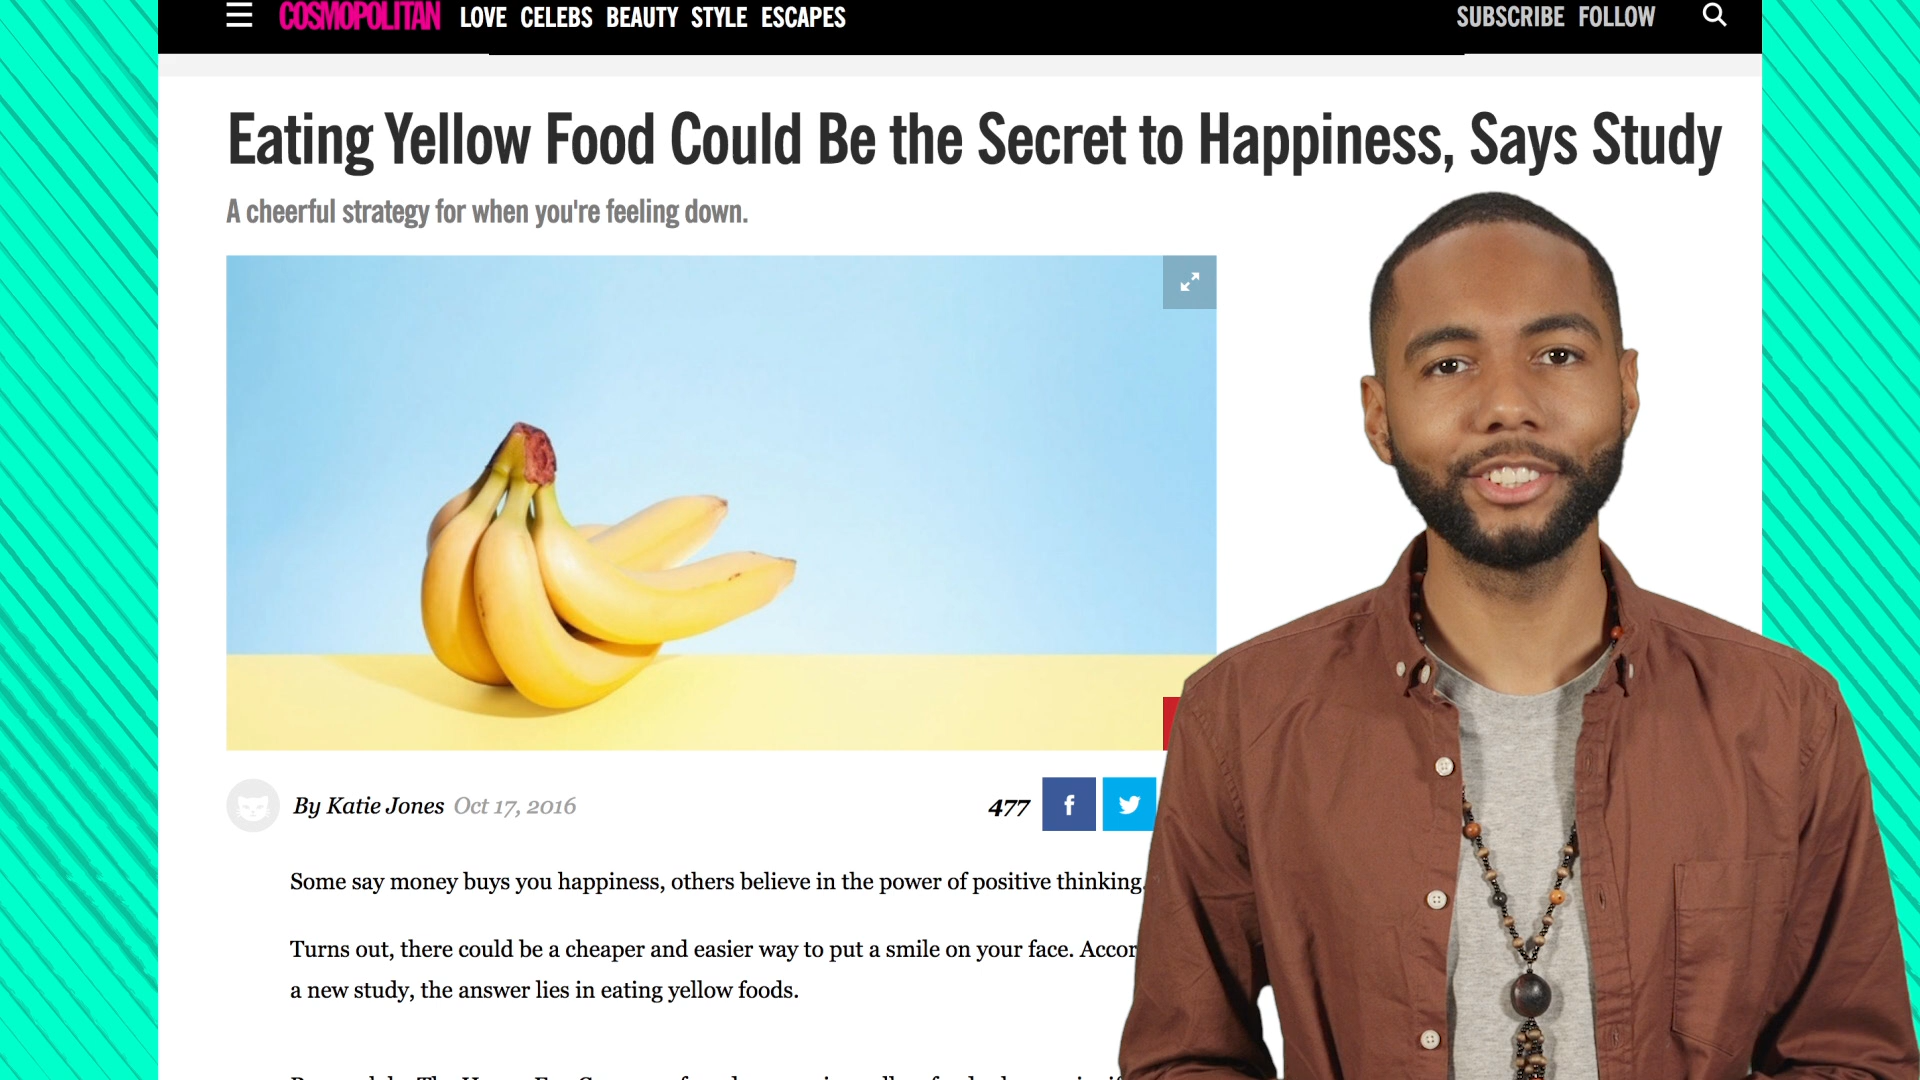 COSMOPOLITAN LOVE CELEBS BEAUTY STYLE ESCAPES SUBSCRIBE FOLLOW
Eating Yellow Food Could Be the Secret to Happiness, Says Study
A cheerful strategy for when you're feeling down.
By Katie Jones Oct 17, 2016
477
Some say money buys you happiness, others believe in the power of positive thinking.
Turns out, there could be a cheaper and easier way to put a smile on your face. Accor
a new study, the answer lies in eating yellow foods.